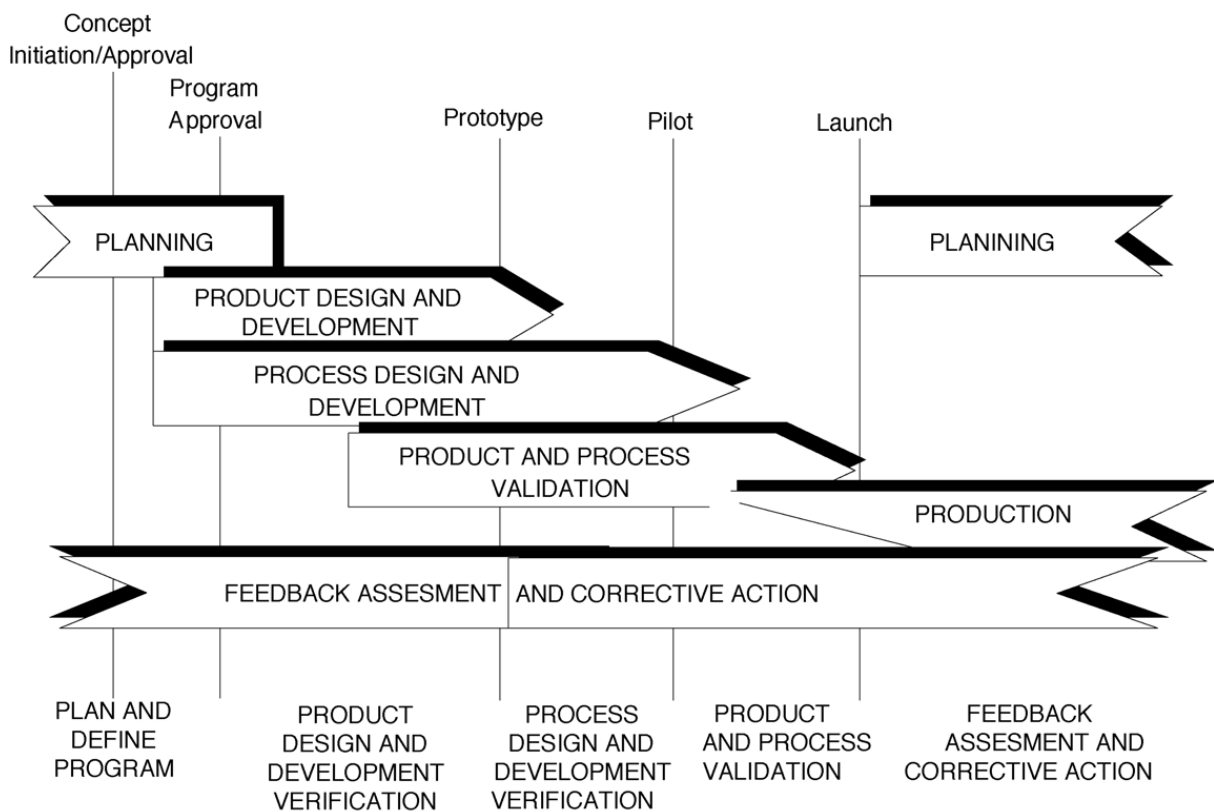 Concept
Initiation/Approval
Program
Approval
Prototype
Pilot
Launch
PLANNING
PLANINING
PRODUCT DESIGN AND
DEVELOPMENT
PROCESS DESIGN AND
DEVELOPMENT
PRODUCT AND PROCESS
VALIDATION
PRODUCTION
FEEDBACK ASSESMENT AND CORRECTIVE ACTION
PLAN AND
DEFINE
PROGRAM
PRODUCT
DESIGN AND
DEVELOPMENT
VERIFICATION
PROCESS
DESIGN AND
DEVELOPMENT
VERIFICATION
PRODUCT
AND PROCESS
VALIDATION
FEEDBACK
ASSESMENT AND
CORRECTIVE ACTION